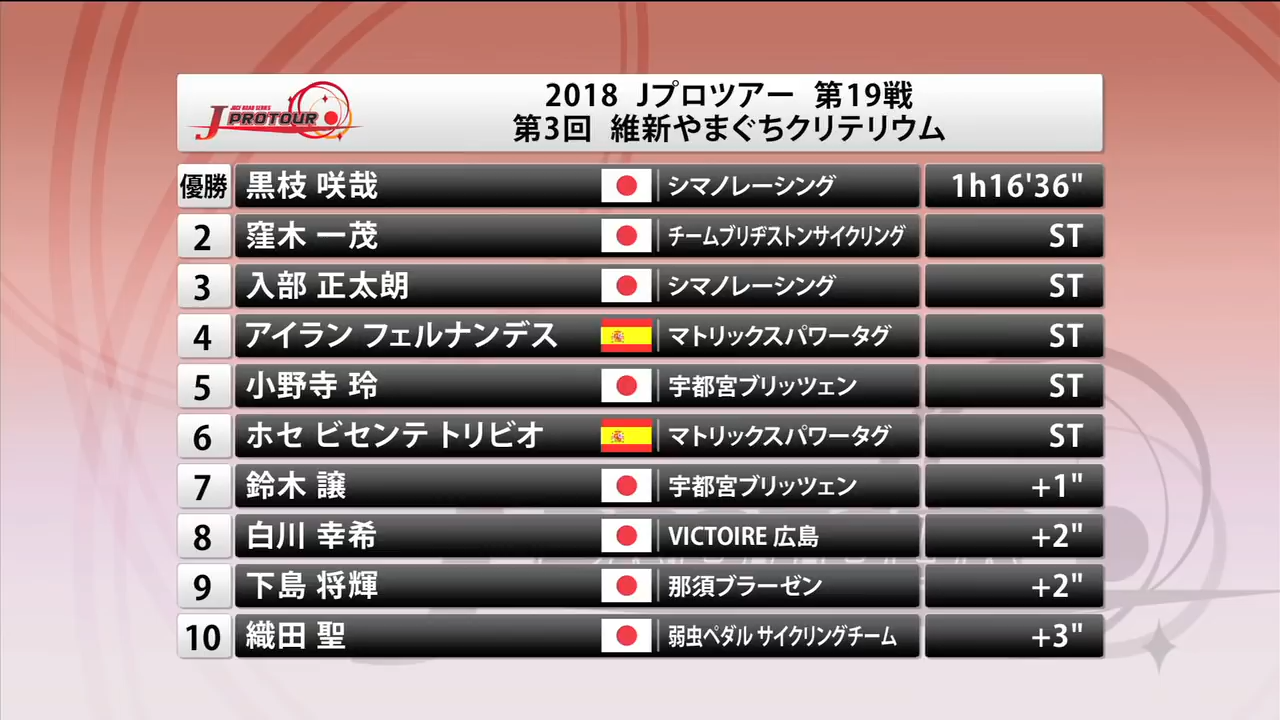 2018 Jプロツアー 第19戦
JBCF ROAD SERIES
J PROTOUR
第3回 維新やまぐちクリテリウム
優勝 黒枝 咲哉 シマノレーシング 1h16'36"
2 窪木 一茂 チームブリヂストンサイクリング ST
3 入部 正太朗 シマノレーシング ST
4 アイラン フェルナンデス マトリックスパワータグ ST
5 小野寺 玲 宇都宮ブリッツェン ST
6 ホセ ビセンテ トリビオ マトリックスパワータグ ST
7 鈴木 譲 宇都宮ブリッツェン +1"
8 白川 幸希 VICTOIRE 広島 +2"
9 下島 将輝 那須ブラーゼン +2"
10 織田 聖 弱虫ペダル サイクリングチーム +3"